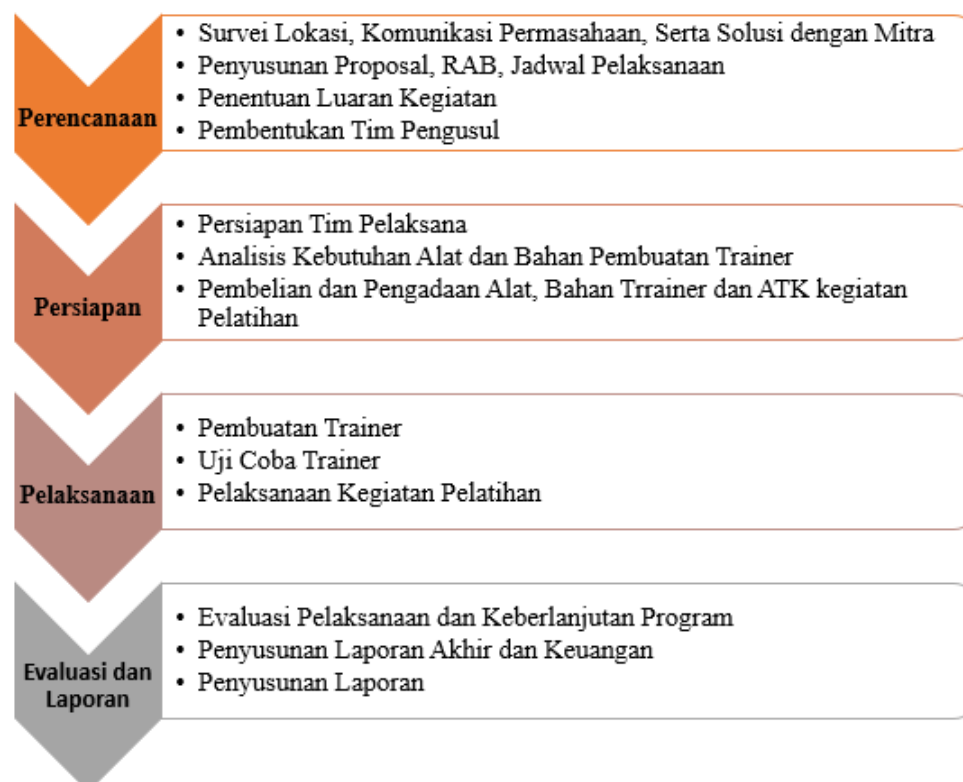 Perencanaan
• Survei Lokasi, Komunikasi Permasahaan, Serta Solusi dengan Mitra
• Penyusunan Proposal, RAB, Jadwal Pelaksanaan
• Penentuan Luaran Kegiatan
• Pembentukan Tim Pengusul
Persiapan
• Persiapan Tim Pelaksana
• Analisis Kebutuhan Alat dan Bahan Pembuatan Trainer
• Pembelian dan Pengadaan Alat, Bahan Trrainer dan ATK kegiatan
Pelatihan
Pelaksanaan
• Pembuatan Trainer
• Uji Coba Trainer
• Pelaksanaan Kegiatan Pelatihan
Evaluasi dan
Laporan
• Evaluasi Pelaksanaan dan Keberlanjutan Program
• Penyusunan Laporan Akhir dan Keuangan
• Penyusunan Laporan